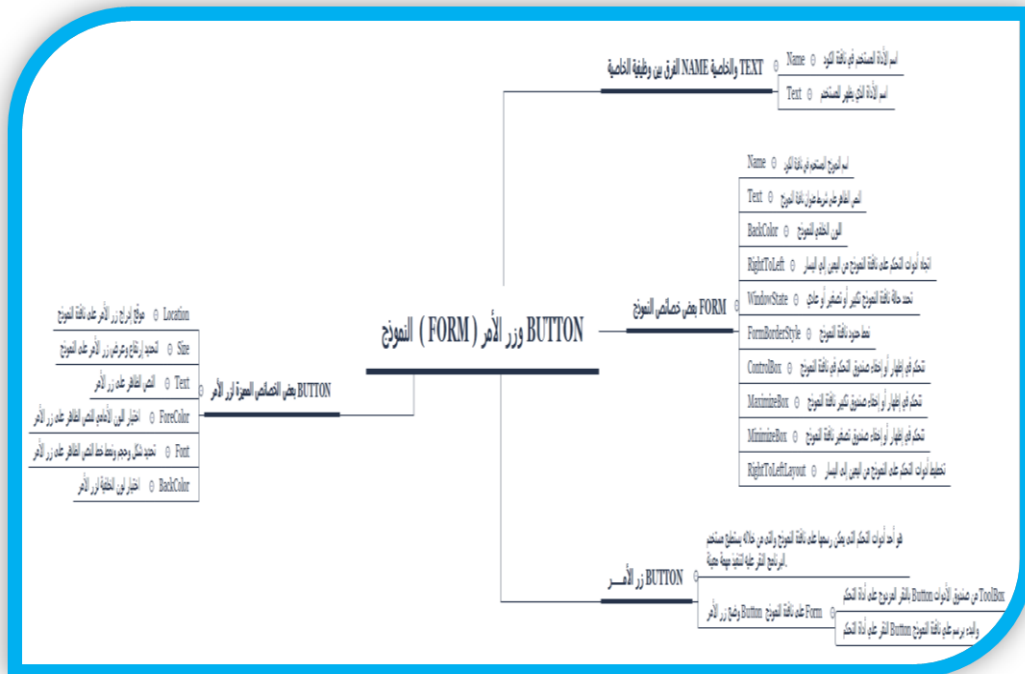 النموذج ( FORM ) وزر الأمر BUTTON
الفرق بين وظيفية الخاصية NAME والخاصية TEXT
Name اسم الأداة المستخدم في نافذة الكود
Text اسم الأداة الذي يظهر للمستخدم
بعض خصائص النموذج FORM
Name اسم النموذج المستخدم في نافذة الكود
Text النص الظاهر على شريط عنوان نافذة النموذج
BackColor اللون الخلفي للنموذج
RightToLeft اتجاه أدوات التحكم على نافذة النموذج من اليمين إلى اليسار
WindowState تحدد حالة نافذة النموذج تكبير أو تصغير أو عادي
FormBorderStyle نمط حدود نافذة النموذج
ControlBox تتحكم في إظهار أو إخفاء صندوق التحكم في نافذة النموذج
MaximizeBox تتحكم في إظهار أو إخفاء صندوق تكبير نافذة النموذج
MinimizeBox تتحكم في إظهار أو إخفاء صندوق تصغير نافذة النموذج
RightToLeftLayout تخطيط أدوات التحكم على النموذج من اليمين إلى اليسار
زر الأمـــر BUTTON
هو أحد أدوات التحكم التى يمكن رسمها على نافذة النموذج والتى من خلاله يستطيع مستخدم
البرنامج النقر عليه لتنفيذ مهمة معينة.
وضع زر الأمر Button على نافذة النموذج Form
بالنقر المزدوج على أداة التحكم Button من صندوق الأدوات ToolBox
النقر على أداة التحكم Button والبدء برسم على نافذة النموذج
بعض الخصائص المميزة لزر الأمر BUTTON
Location موقع إدراج زر الأمر على نافذة النموذج
Size لتحديد إرتفاع وعرض زر الأمر على النموذج
Text النص الظاهر على زر الأمر
ForeColor اختيار اللون الأمامي للنص الظاهر على زر الأمر
Font تحديد شكل وحجم ونمط خط النص الظاهر على زر الأمر
BackColor اختيار لون الخلفية لزر الأمر